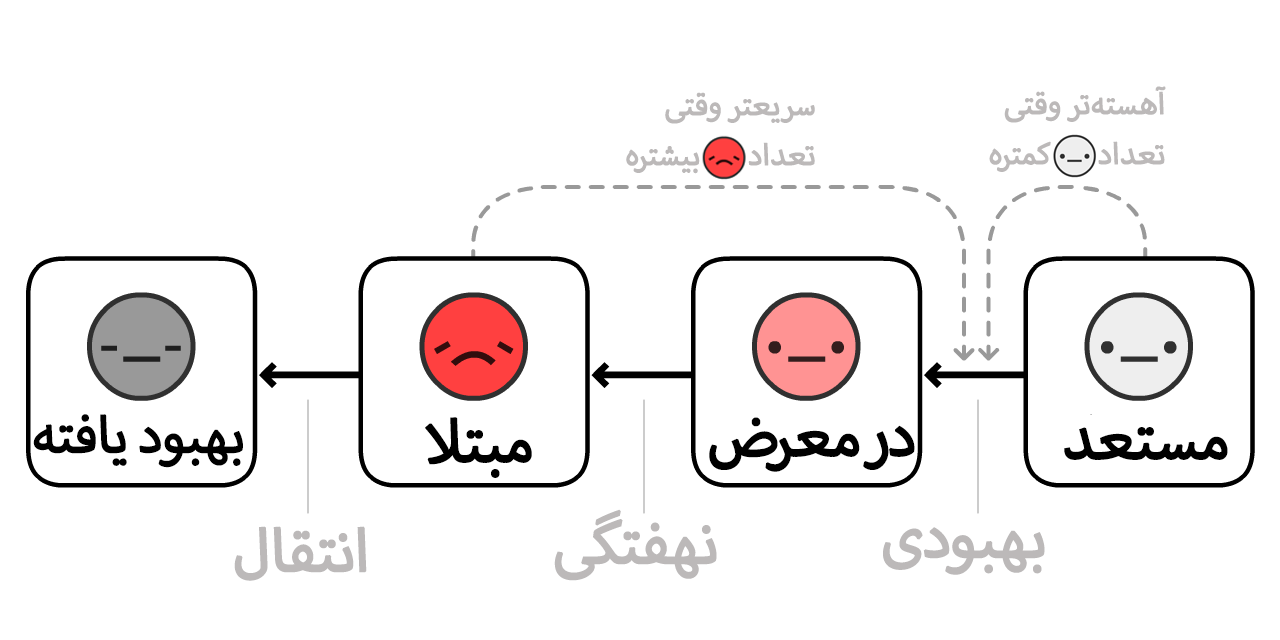 آهسته‌تر وقتی
تعداد کمتره
سریعتر وقتی
تعداد بیشتره
مستعد
در معرض
مبتلا
بهبود یافته
بهبودی
نهفتگی
انتقال